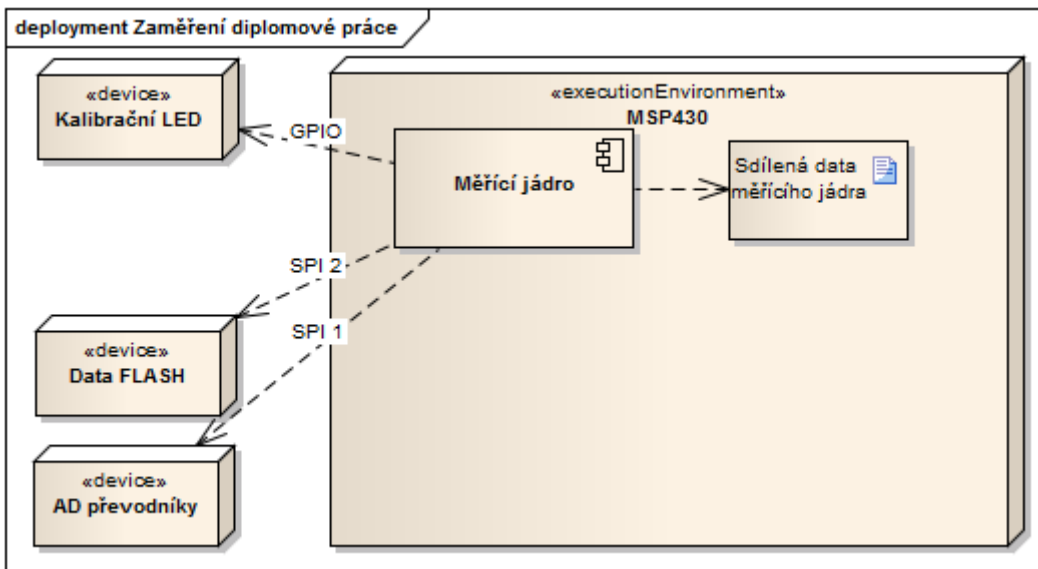 deployment Zaměření diplomové práce
«device»
Kalibrační LED
GPIO
«executionEnvironment»
MSP430
Měřící jádro
Sdílená data
měřícího jádra
SPI 2
SPI 1
«device»
Data FLASH
«device»
AD převodníky